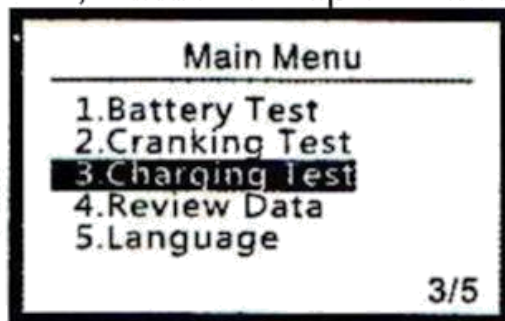 Main Menu
1.Battery Test
2.Cranking Test
3.Charging Test
4.Review Data
5.Language
3/5